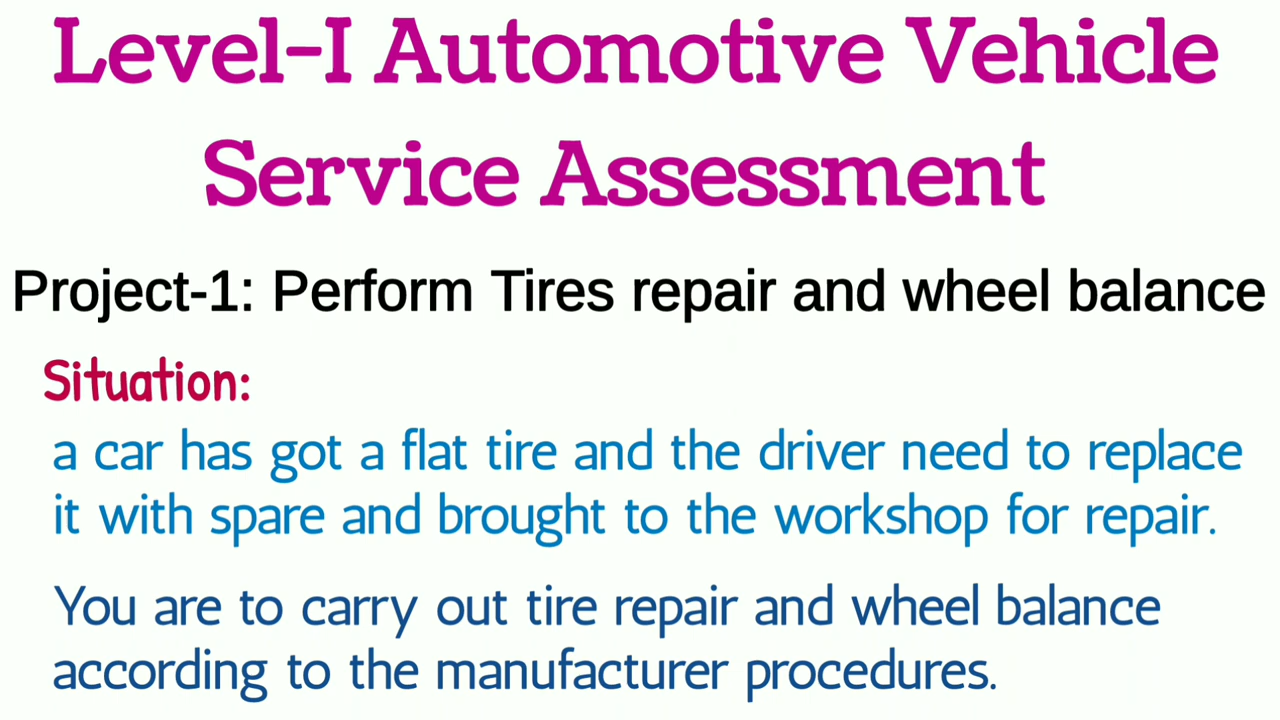 Level-I Automotive Vehicle
Service Assessment
Project-1: Perform Tires repair and wheel balance
Situation:
a car has got a flat tire and the driver need to replace
it with spare and brought to the workshop for repair.
You are to carry out tire repair and wheel balance
according to the manufacturer procedures.